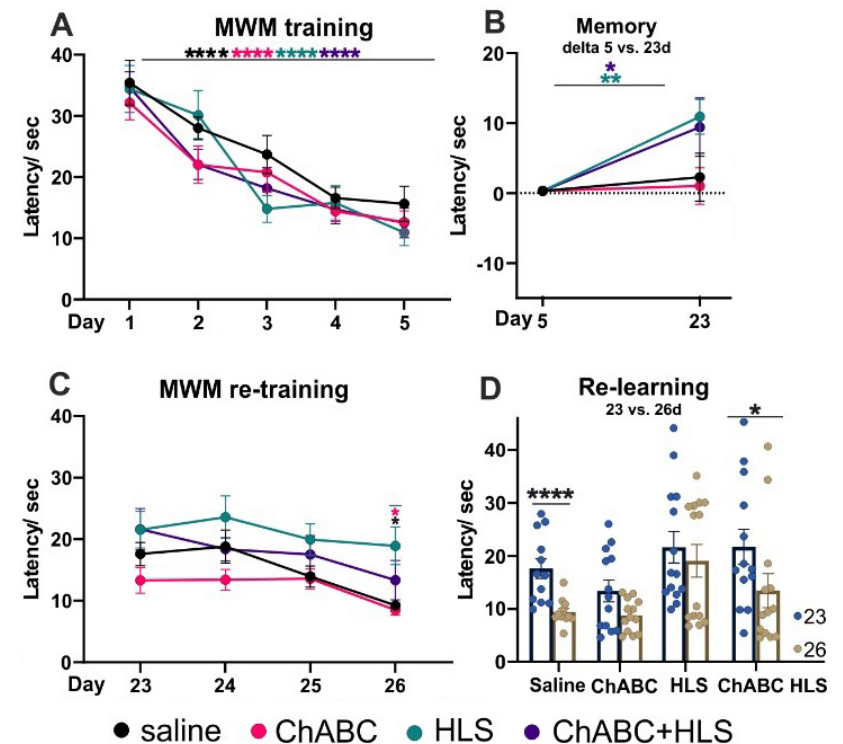 A
MWM training
**** **** **** ****
Latency/ sec
40
30
20
10
0
Day 1 2 3 4 5
B
Memory
delta 5 vs. 23d
*
**
Latency/ sec
20
10
0
-10
Day 5 23
C
MWM re-training
Latency/ sec
40
30
20
10
0
*
*
Day 23 24 25 26
D
Re-learning
23 vs. 26d
**** *
Latency/ sec
40
30
20
10
0
23
26
Saline ChABC HLS ChABC HLS
saline ChABC HLS ChABC+HLS